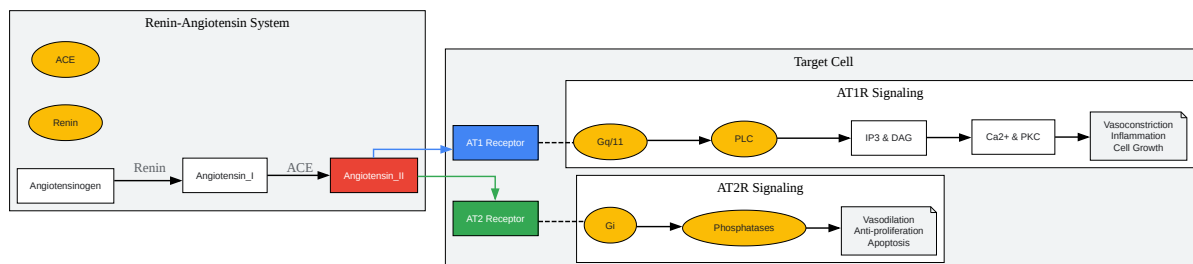 Renin-Angiotensin System
ACE
Renin
Angiotensinogen
Renin
Angiotensin_I
ACE
Angiotensin_II
Target Cell
AT1 Receptor
AT1R Signaling
Gq/11
PLC
IP3 & DAG
Ca2+ & PKC
Vasoconstriction
Inflammation
Cell Growth
AT2 Receptor
AT2R Signaling
Gi
Phosphatases
Vasodilation
Anti-proliferation
Apoptosis